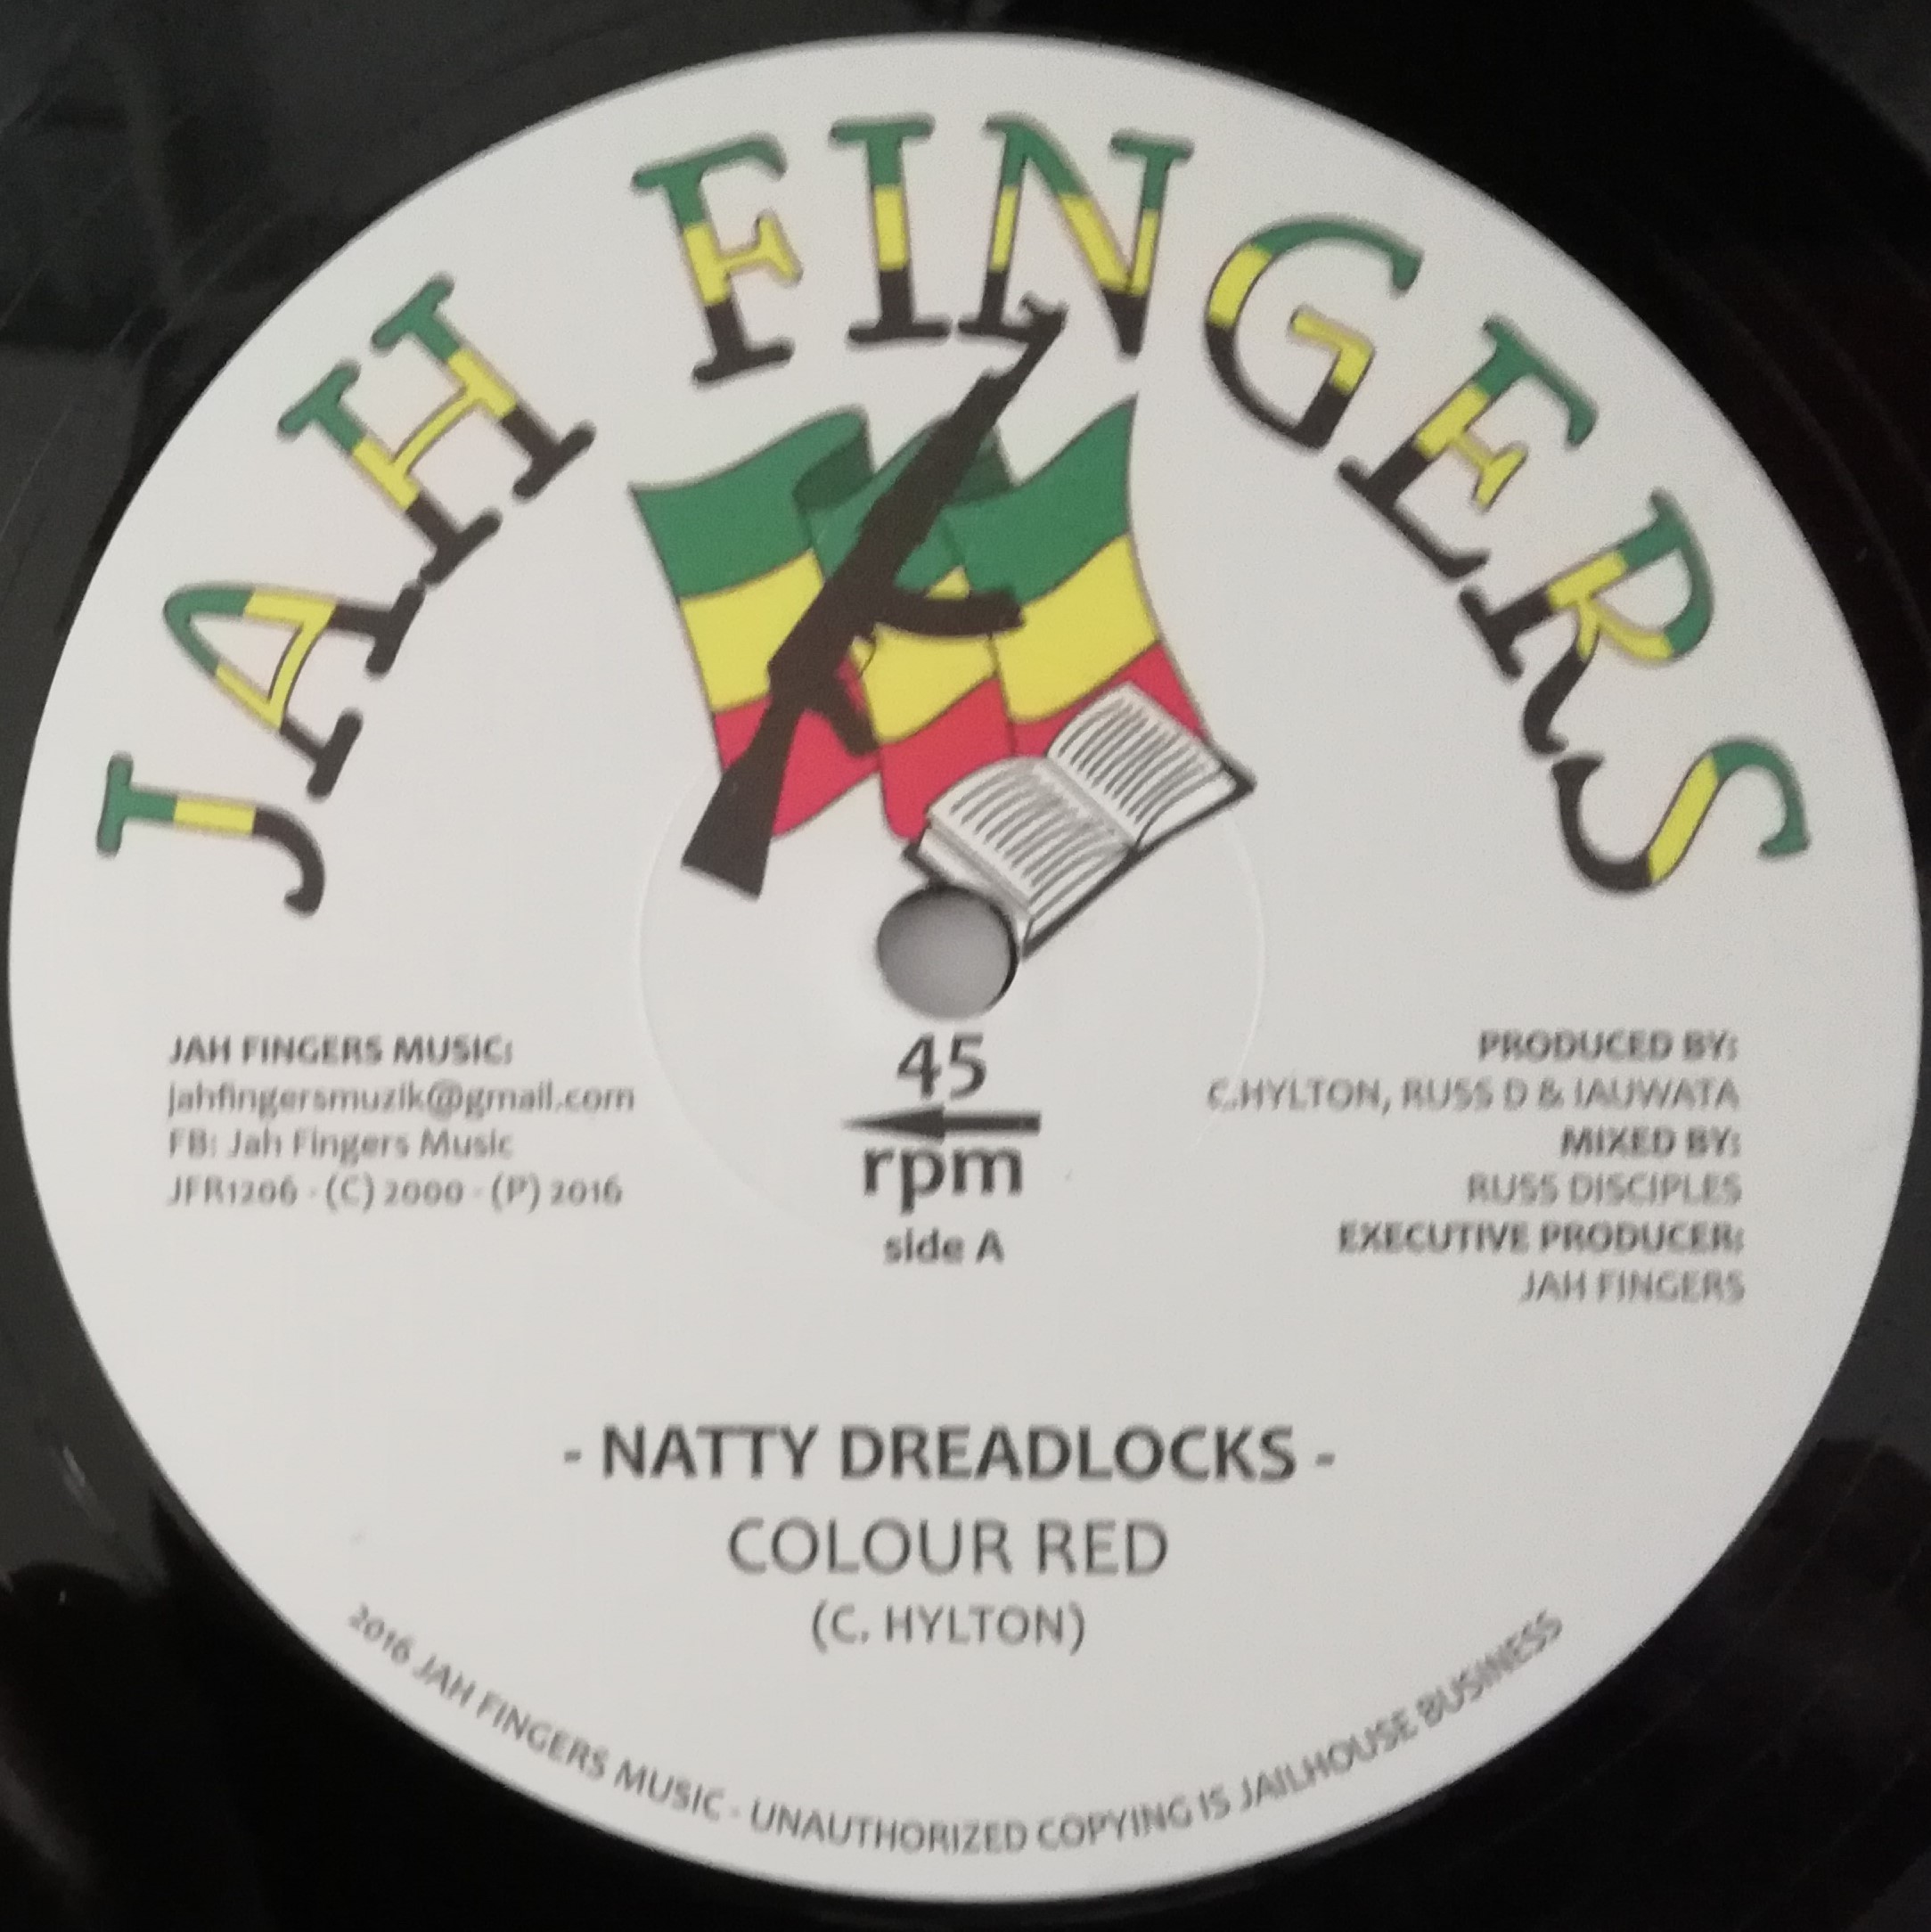 JAH FINGERS
JAH FINGERS MUSIC:
jahfingersmuzik@gmail.com
FB: Jah Fingers Music
JFR1206 - (C) 2000 - (P) 2016
45
rpm
side A
PRODUCED BY:
C.HYLTON, RUSS D & IAUWATA
MIXED BY:
RUSS DISCIPLES
EXECUTIVE PRODUCER:
JAH FINGERS
- NATTY DREADLOCKS -
COLOUR RED
(C. HYLTON)
2016 JAH FINGERS MUSIC - UNAUTHORIZED COPYING IS JAILHOUSE BUSINESS